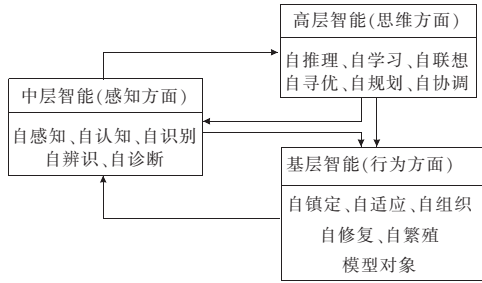 高层智能(思维方面)
自推理、自学习、自联想
自寻优、自规划、自协调
中层智能(感知方面)
自感知、自认知、自识别
自辨识、自诊断
基层智能(行为方面)
自镇定、自适应、自组织
自修复、自繁殖
模型对象